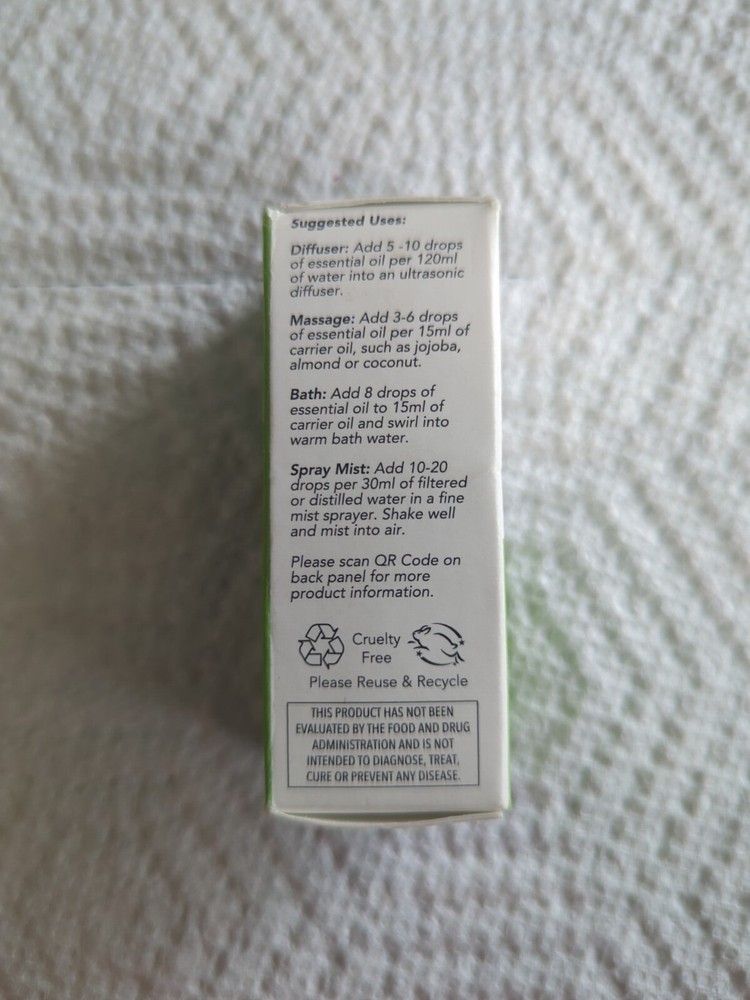 Suggested Uses:
Diffuser: Add 5 -10 drops
of essential oil per 120ml
of water into an ultrasonic
diffuser.
Massage: Add 3-6 drops
of essential oil per 15ml of
carrier oil, such as jojoba,
almond or coconut.
Bath: Add 8 drops of
essential oil to 15ml of
carrier oil and swirl into
warm bath water.
Spray Mist: Add 10-20
drops per 30ml of filtered
or distilled water in a fine
mist sprayer. Shake well
and mist into air.
Please scan QR Code on
back panel for more
product information.
Cruelty
Free
Please Reuse & Recycle
THIS PRODUCT HAS NOT BEEN
EVALUATED BY THE FOOD AND DRUG
ADMINISTRATION AND IS NOT
INTENDED TO DIAGNOSE, TREAT,
CURE OR PREVENT ANY DISEASE.